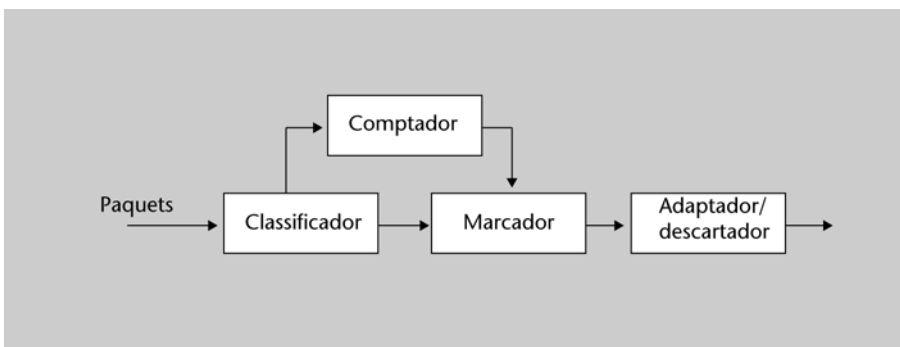 Comptador
Paquets
Classificador
Marcador
Adaptador/
descartador